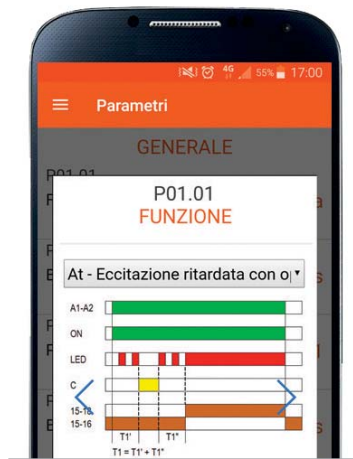 4G 55% 17:00
Parametri
GENERALE
P01.01
P01.01
FUNZIONE
At - Eccitazione ritardata con o
A1-A2
ON
LED
C
15-18
15-16
T1' T1"
T1 = T1' + T1"